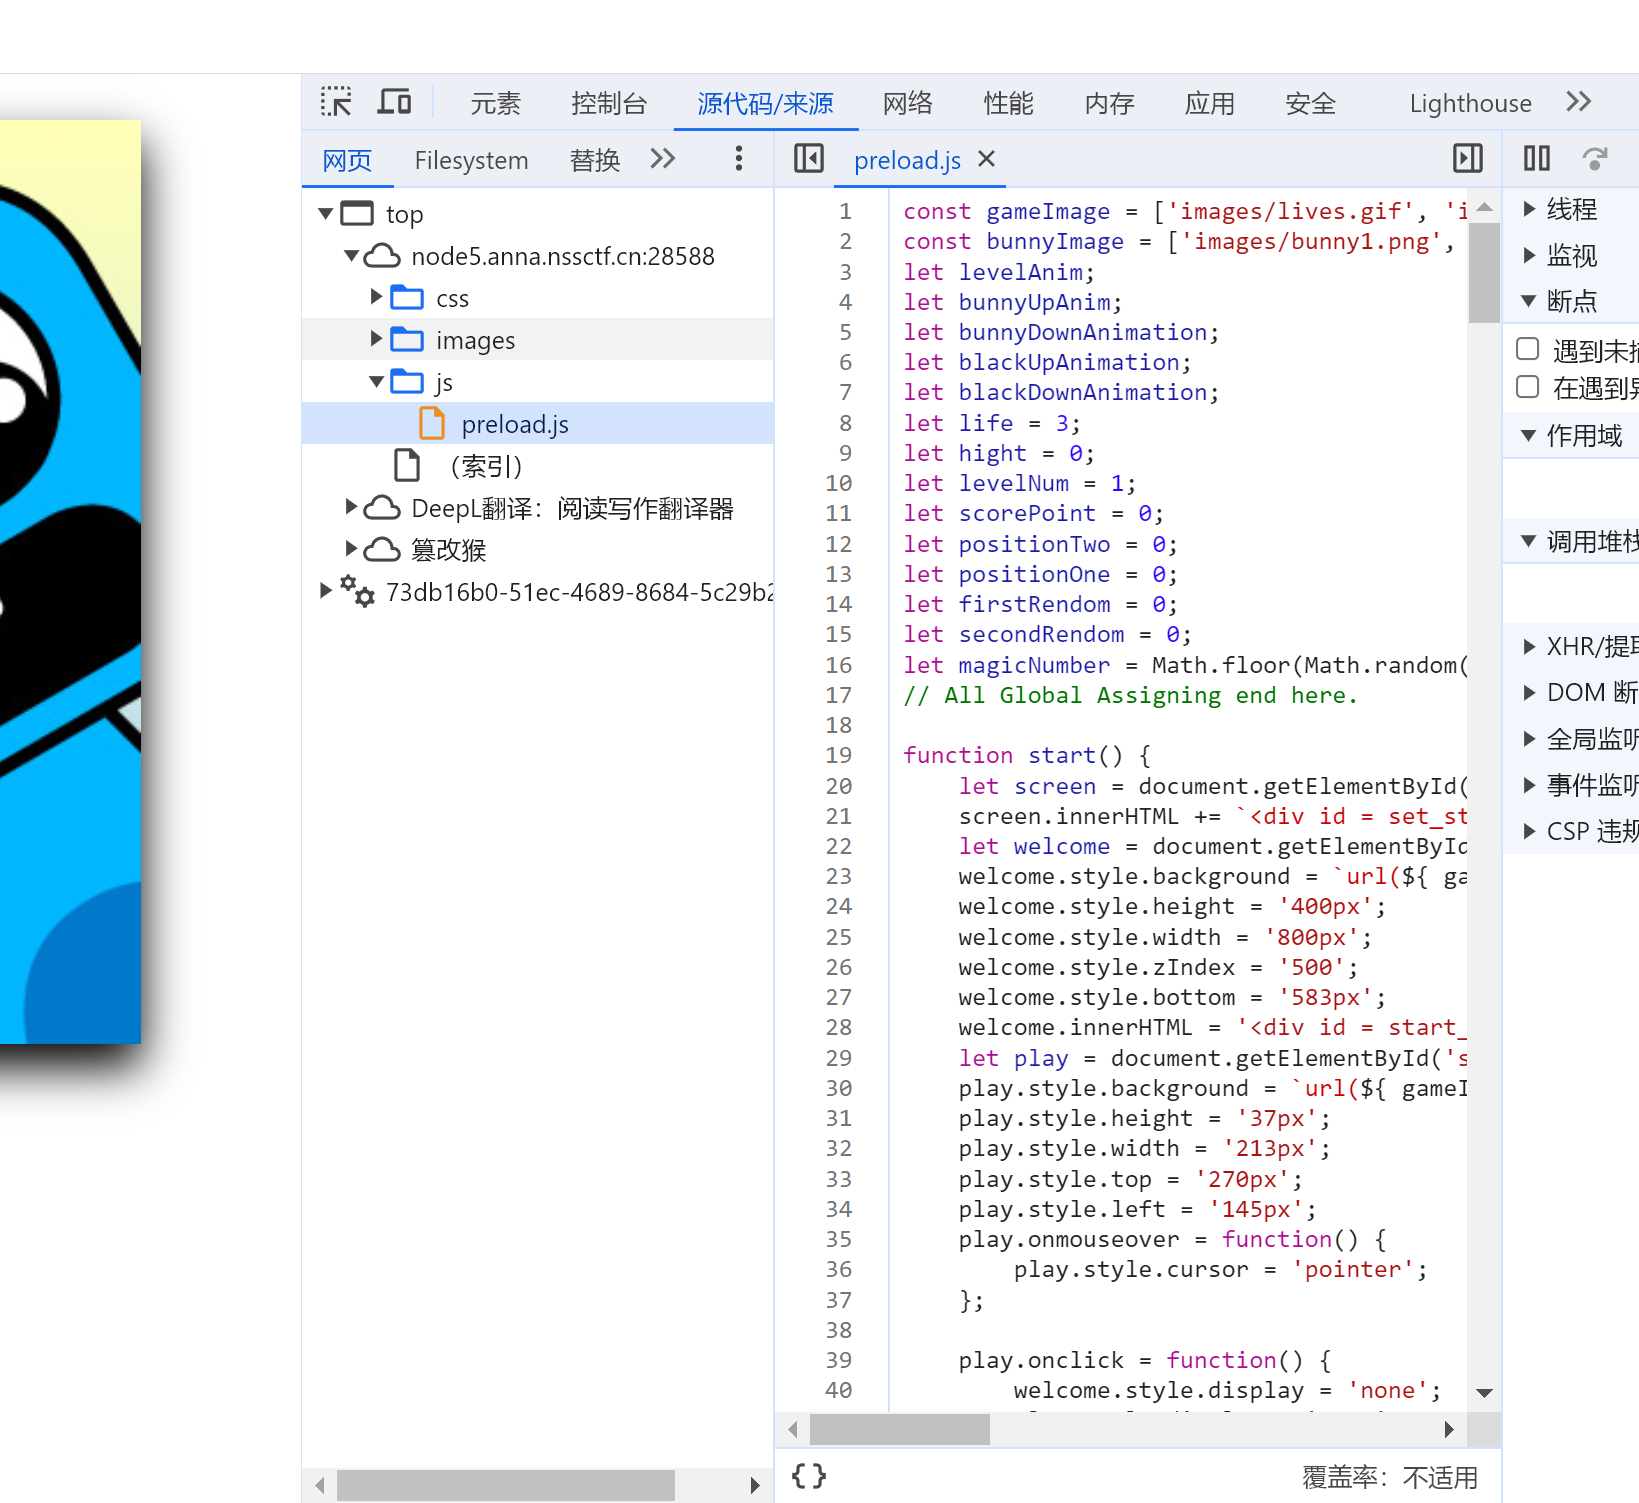 元素 控制台 源代码/来源 网络 性能 内存 应用 安全 Lighthouse
网页 Filesystem 替换
preload.js
top
node5.anna.nssctf.cn:28588
css
images
js
preload.js
（索引）
DeepL翻译：阅读写作翻译器
篡改猴
73db16b0-51ec-4689-8684-5c29b2
1 const gameImage = ['images/lives.gif', 'i
2 const bunnyImage = ['images/bunny1.png',
3 let levelAnim;
4 let bunnyUpAnim;
5 let bunnyDownAnimation;
6 let blackUpAnimation;
7 let blackDownAnimation;
8 let life = 3;
9 let hight = 0;
10 let levelNum = 1;
11 let scorePoint = 0;
12 let positionTwo = 0;
13 let positionOne = 0;
14 let firstRendom = 0;
15 let secondRendom = 0;
16 let magicNumber = Math.floor(Math.random(
17 // All Global Assigning end here.
18
19 function start() {
20 let screen = document.getElementById(
21 screen.innerHTML += `<div id = set_st
22 let welcome = document.getElementById
23 welcome.style.background = `url(${ ga
24 welcome.style.height = '400px';
25 welcome.style.width = '800px';
26 welcome.style.zIndex = '500';
27 welcome.style.bottom = '583px';
28 welcome.innerHTML = '<div id = start_
29 let play = document.getElementById('s
30 play.style.background = `url(${ gameI
31 play.style.height = '37px';
32 play.style.width = '213px';
33 play.style.top = '270px';
34 play.style.left = '145px';
35 play.onmouseover = function() {
36 play.style.cursor = 'pointer';
37 };
38
39 play.onclick = function() {
40 welcome.style.display = 'none';
{} 覆盖率：不适用
线程
监视
断点
遇到未
在遇到
作用域
调用堆栈
XHR/提取
DOM 断
全局监听
事件监听
CSP 违规